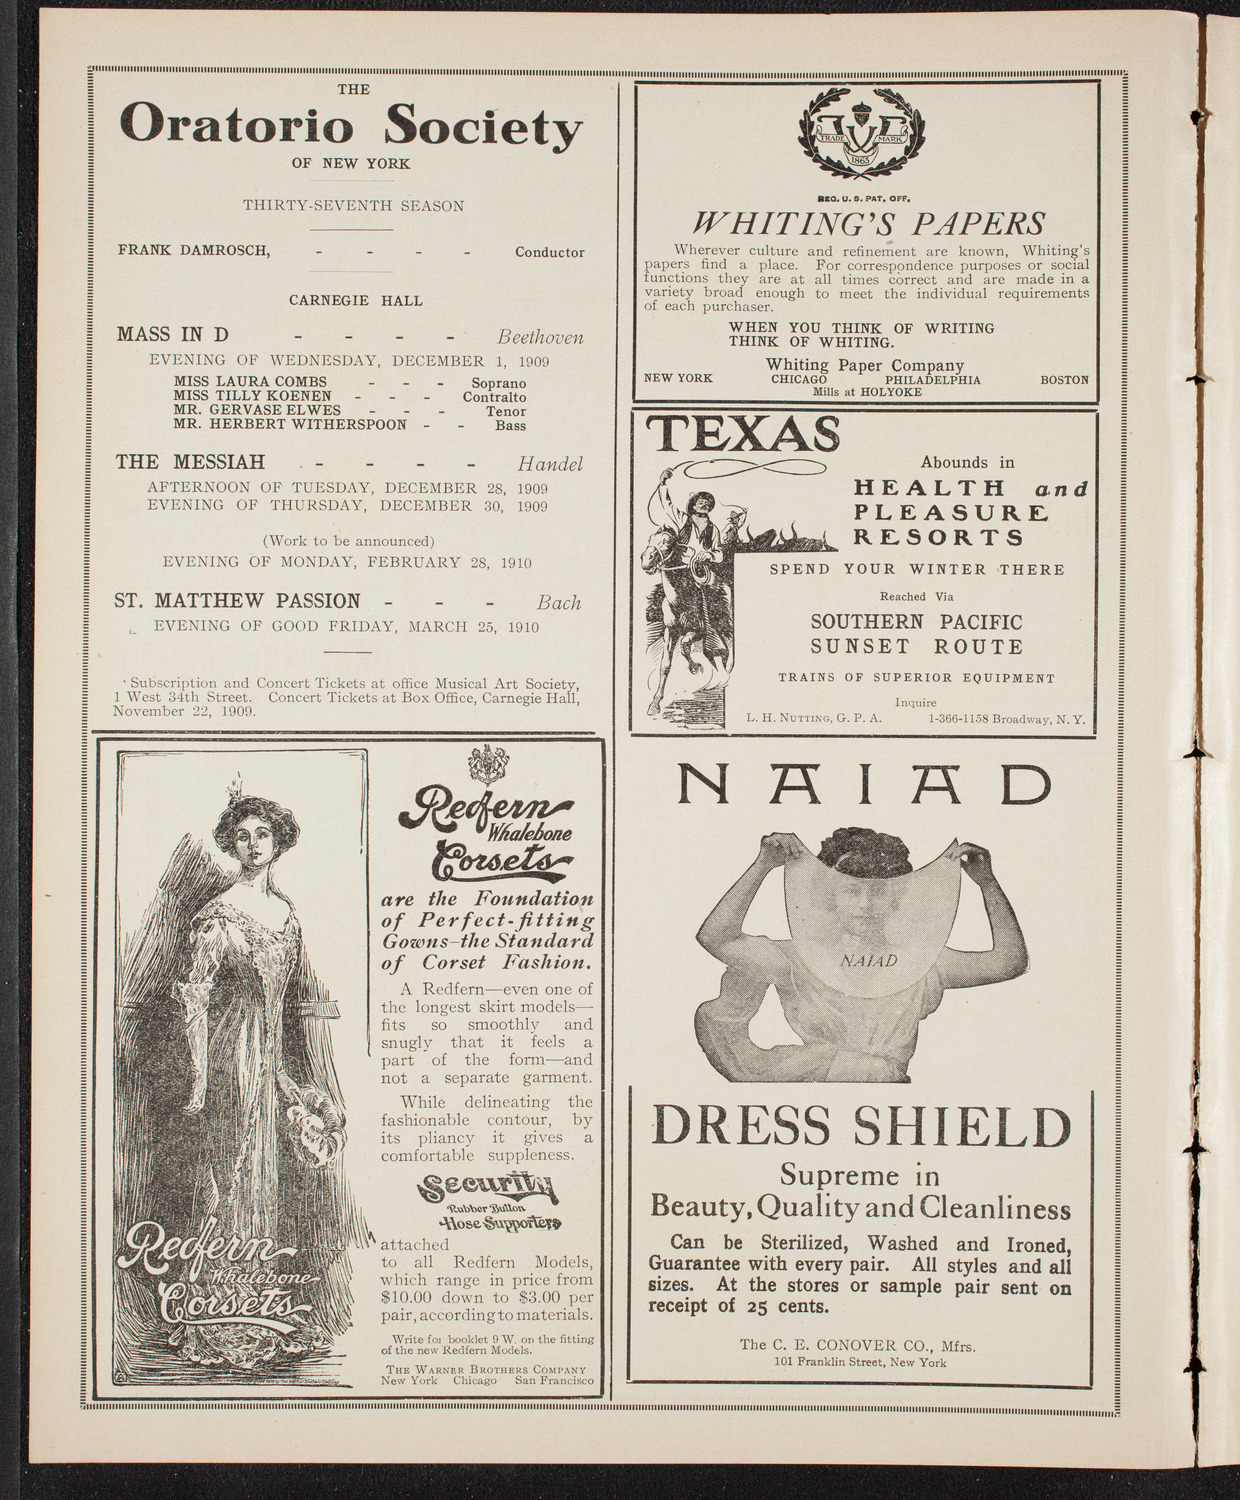 THE
Oratorio Society
OF NEW YORK
THIRTY-SEVENTH SEASON
FRANK DAMROSCH, - - - - Conductor
CARNEGIE HALL
MASS IN D - - - - Beethoven
EVENING OF WEDNESDAY, DECEMBER 1, 1909
MISS LAURA COMBS - - - Soprano
MISS TILLY KOENEN - - - Contralto
MR. GERVASE ELWES - - - Tenor
MR. HERBERT WITHERSPOON - - Bass
THE MESSIAH - - - - Handel
AFTERNOON OF TUESDAY, DECEMBER 28, 1909
EVENING OF THURSDAY, DECEMBER 30, 1909
(Work to be announced)
EVENING OF MONDAY, FEBRUARY 28, 1910
ST. MATTHEW PASSION - - - Bach
EVENING OF GOOD FRIDAY, MARCH 25, 1910
Subscription and Concert Tickets at office Musical Art Society,
1 West 34th Street. Concert Tickets at Box Office, Carnegie Hall,
November 22, 1909.
Redfern
Whalebone
Corsets
are the Foundation
of Perfect-fitting
Gowns—the Standard
of Corset Fashion.
A Redfern—even one of
the longest skirt models—
fits so smoothly and
snugly that it feels a
part of the form—and
not a separate garment.
While delineating the
fashionable contour, by
its pliancy it gives a
comfortable suppleness.
Security
Rubber Button
Hose Supporters
attached
to all Redfern Models,
which range in price from
$10.00 down to $3.00 per
pair, according to materials.
Write for booklet 9 W. on the fitting
of the new Redfern Models.
THE WARNER BROTHERS COMPANY
New York Chicago San Francisco
Redfern
Whalebone
Corsets
TRADE MARK
1863
REG. U. S. PAT. OFF.
WHITING'S PAPERS
Wherever culture and refinement are known, Whiting's
papers find a place. For correspondence purposes or social
functions they are at all times correct and are made in a
variety broad enough to meet the individual requirements
of each purchaser.
WHEN YOU THINK OF WRITING
THINK OF WHITING.
Whiting Paper Company
NEW YORK CHICAGO PHILADELPHIA BOSTON
Mills at HOLYOKE
TEXAS
Abounds in
HEALTH and
PLEASURE
RESORTS
SPEND YOUR WINTER THERE
Reached Via
SOUTHERN PACIFIC
SUNSET ROUTE
TRAINS OF SUPERIOR EQUIPMENT
Inquire
L. H. NUTTING, G. P. A. 1-366-1158 Broadway, N. Y.
NAIAD
NAIAD
DRESS SHIELD
Supreme in
Beauty, Quality and Cleanliness
Can be Sterilized, Washed and Ironed,
Guarantee with every pair. All styles and all
sizes. At the stores or sample pair sent on
receipt of 25 cents.
The C. E. CONOVER CO., Mfrs.
101 Franklin Street, New York